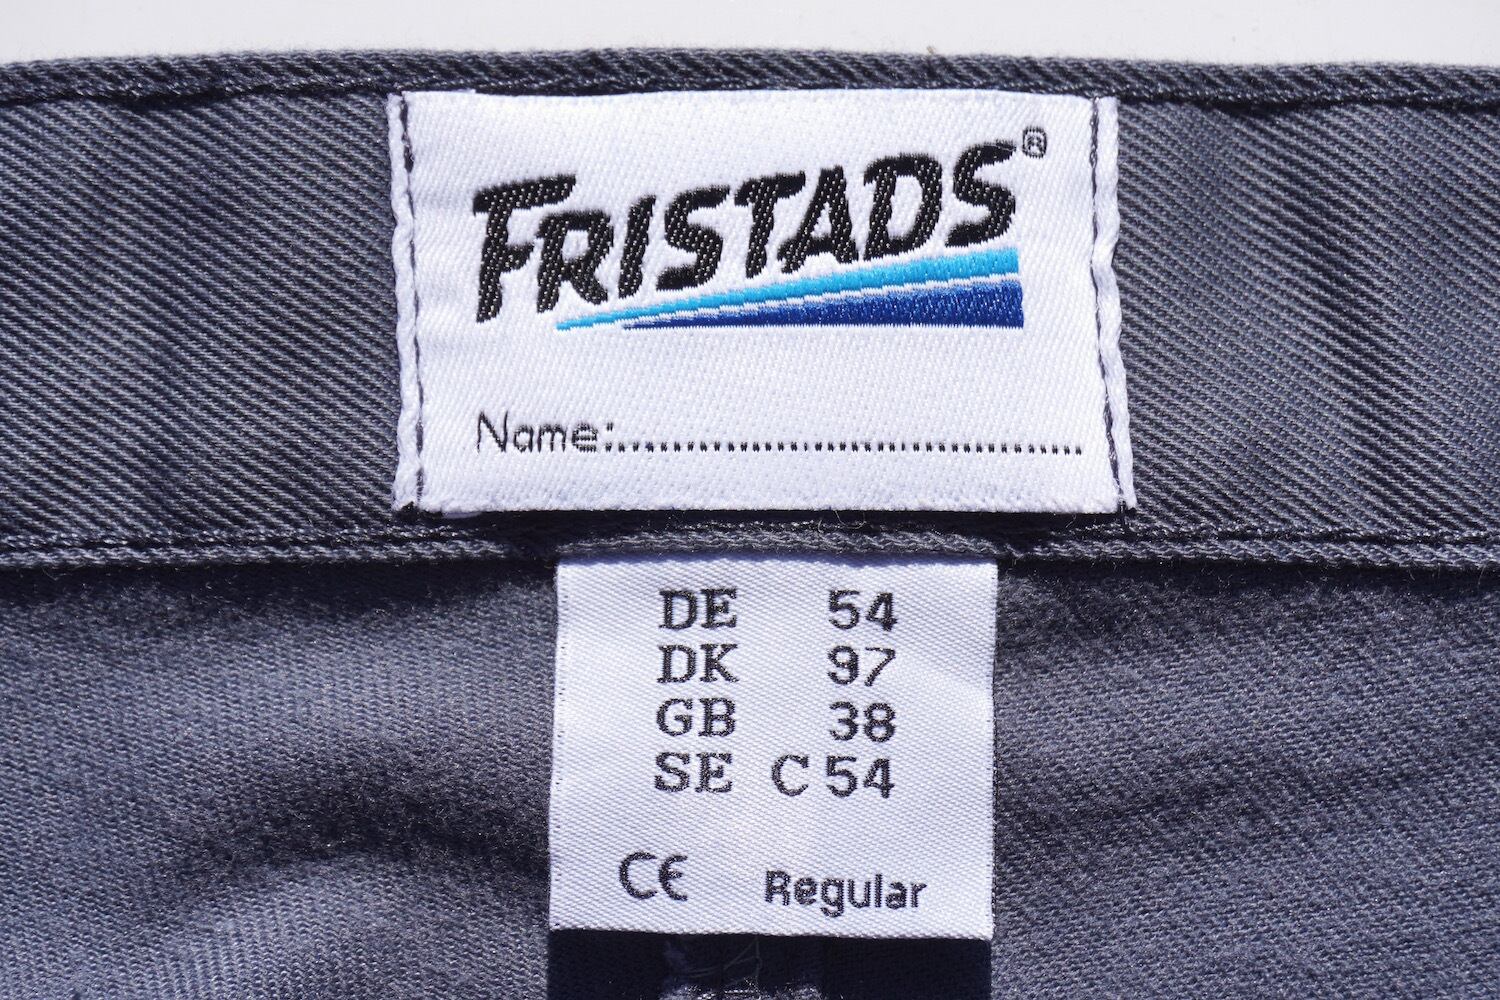 FRISTADS®
Name:........................................
DE 54
DK 97
GB 38
SE C54
CE Regular